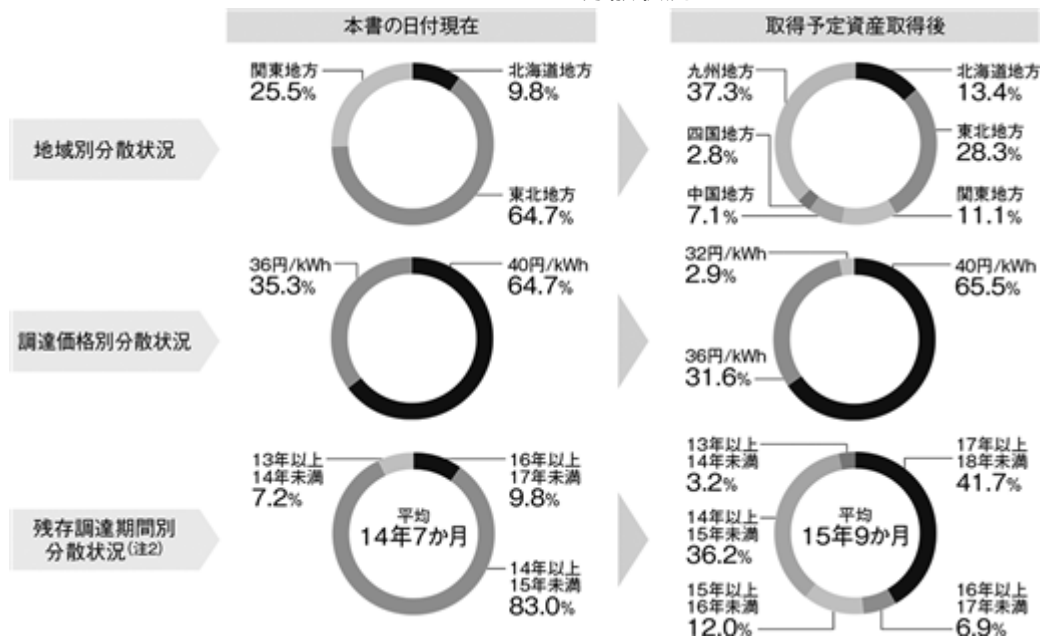 本書の日付現在
取得予定資産取得後
地域別分散状況
関東地方
25.5%
北海道地方
9.8%
東北地方
64.7%
九州地方
37.3%
四国地方
2.8%
中国地方
7.1%
北海道地方
13.4%
東北地方
28.3%
関東地方
11.1%
調達価格別分散状況
36円/kWh
35.3%
40円/kWh
64.7%
32円/kWh
2.9%
36円/kWh
31.6%
40円/kWh
65.5%
残存調達期間別
分散状況(注2)
13年以上
14年未満
7.2%
16年以上
17年未満
9.8%
平均
14年7か月
14年以上
15年未満
83.0%
13年以上
14年未満
3.2%
14年以上
15年未満
36.2%
15年以上
16年未満
12.0%
平均
15年9か月
17年以上
18年未満
41.7%
16年以上
17年未満
6.9%